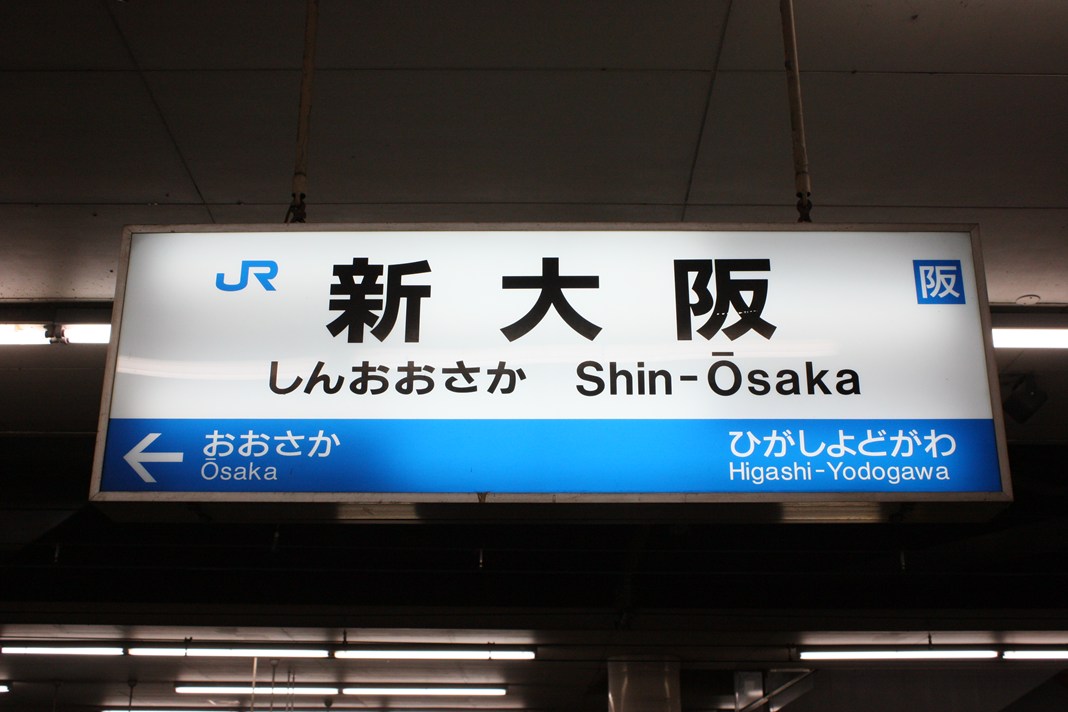 JR 新大阪 阪
しんおおさか Shin-Ōsaka
← おおさか ひがしよどがわ
Ōsaka Higashi-Yodogawa